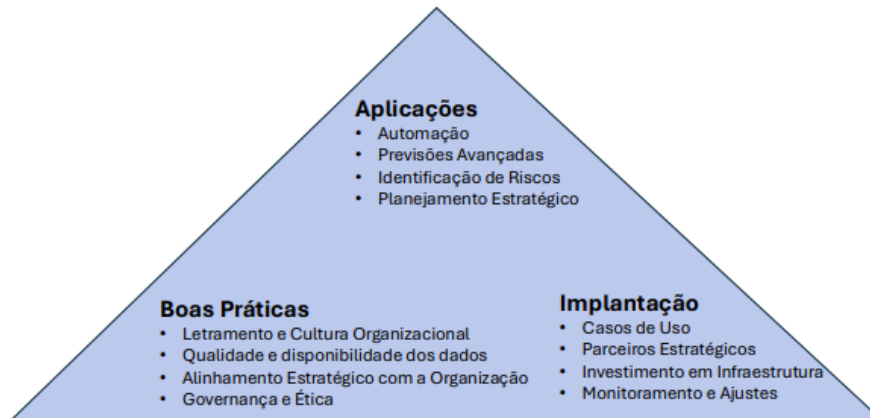 Aplicações
• Automação
• Previsões Avançadas
• Identificação de Riscos
• Planejamento Estratégico
Boas Práticas
• Letramento e Cultura Organizacional
• Qualidade e disponibilidade dos dados
• Alinhamento Estratégico com a Organização
• Governança e Ética
Implantação
• Casos de Uso
• Parceiros Estratégicos
• Investimento em Infraestrutura
• Monitoramento e Ajustes